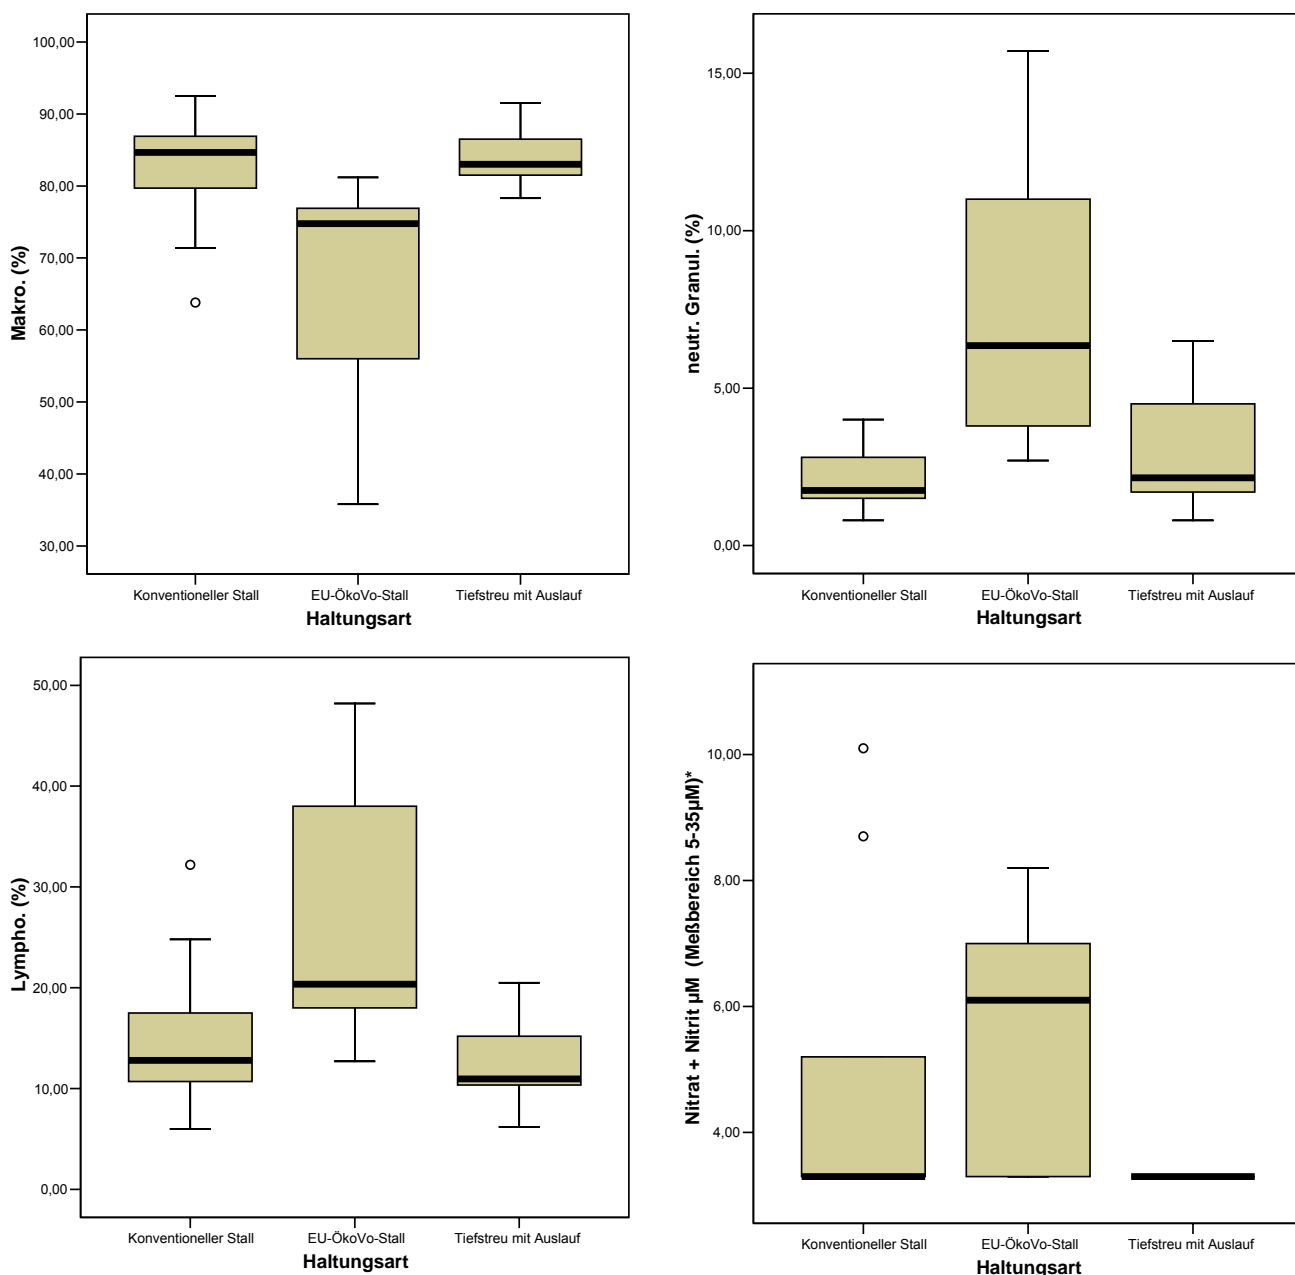 100,00
90,00
80,00
70,00
60,00
50,00
40,00
30,00
Makro. (%)
Konventioneller Stall
EU-ÖkoVo-Stall
Tiefstreu mit Auslauf
Haltungsart
15,00
10,00
5,00
0,00
neutr. Granul. (%)
Konventioneller Stall
EU-ÖkoVo-Stall
Tiefstreu mit Auslauf
Haltungsart
50,00
40,00
30,00
20,00
10,00
0,00
Lympho. (%)
Konventioneller Stall
EU-ÖkoVo-Stall
Tiefstreu mit Auslauf
Haltungsart
10,00
8,00
6,00
4,00
Nitrat + Nitrit µM (Meßbereich 5-35µM)*
Konventioneller Stall
EU-ÖkoVo-Stall
Tiefstreu mit Auslauf
Haltungsart